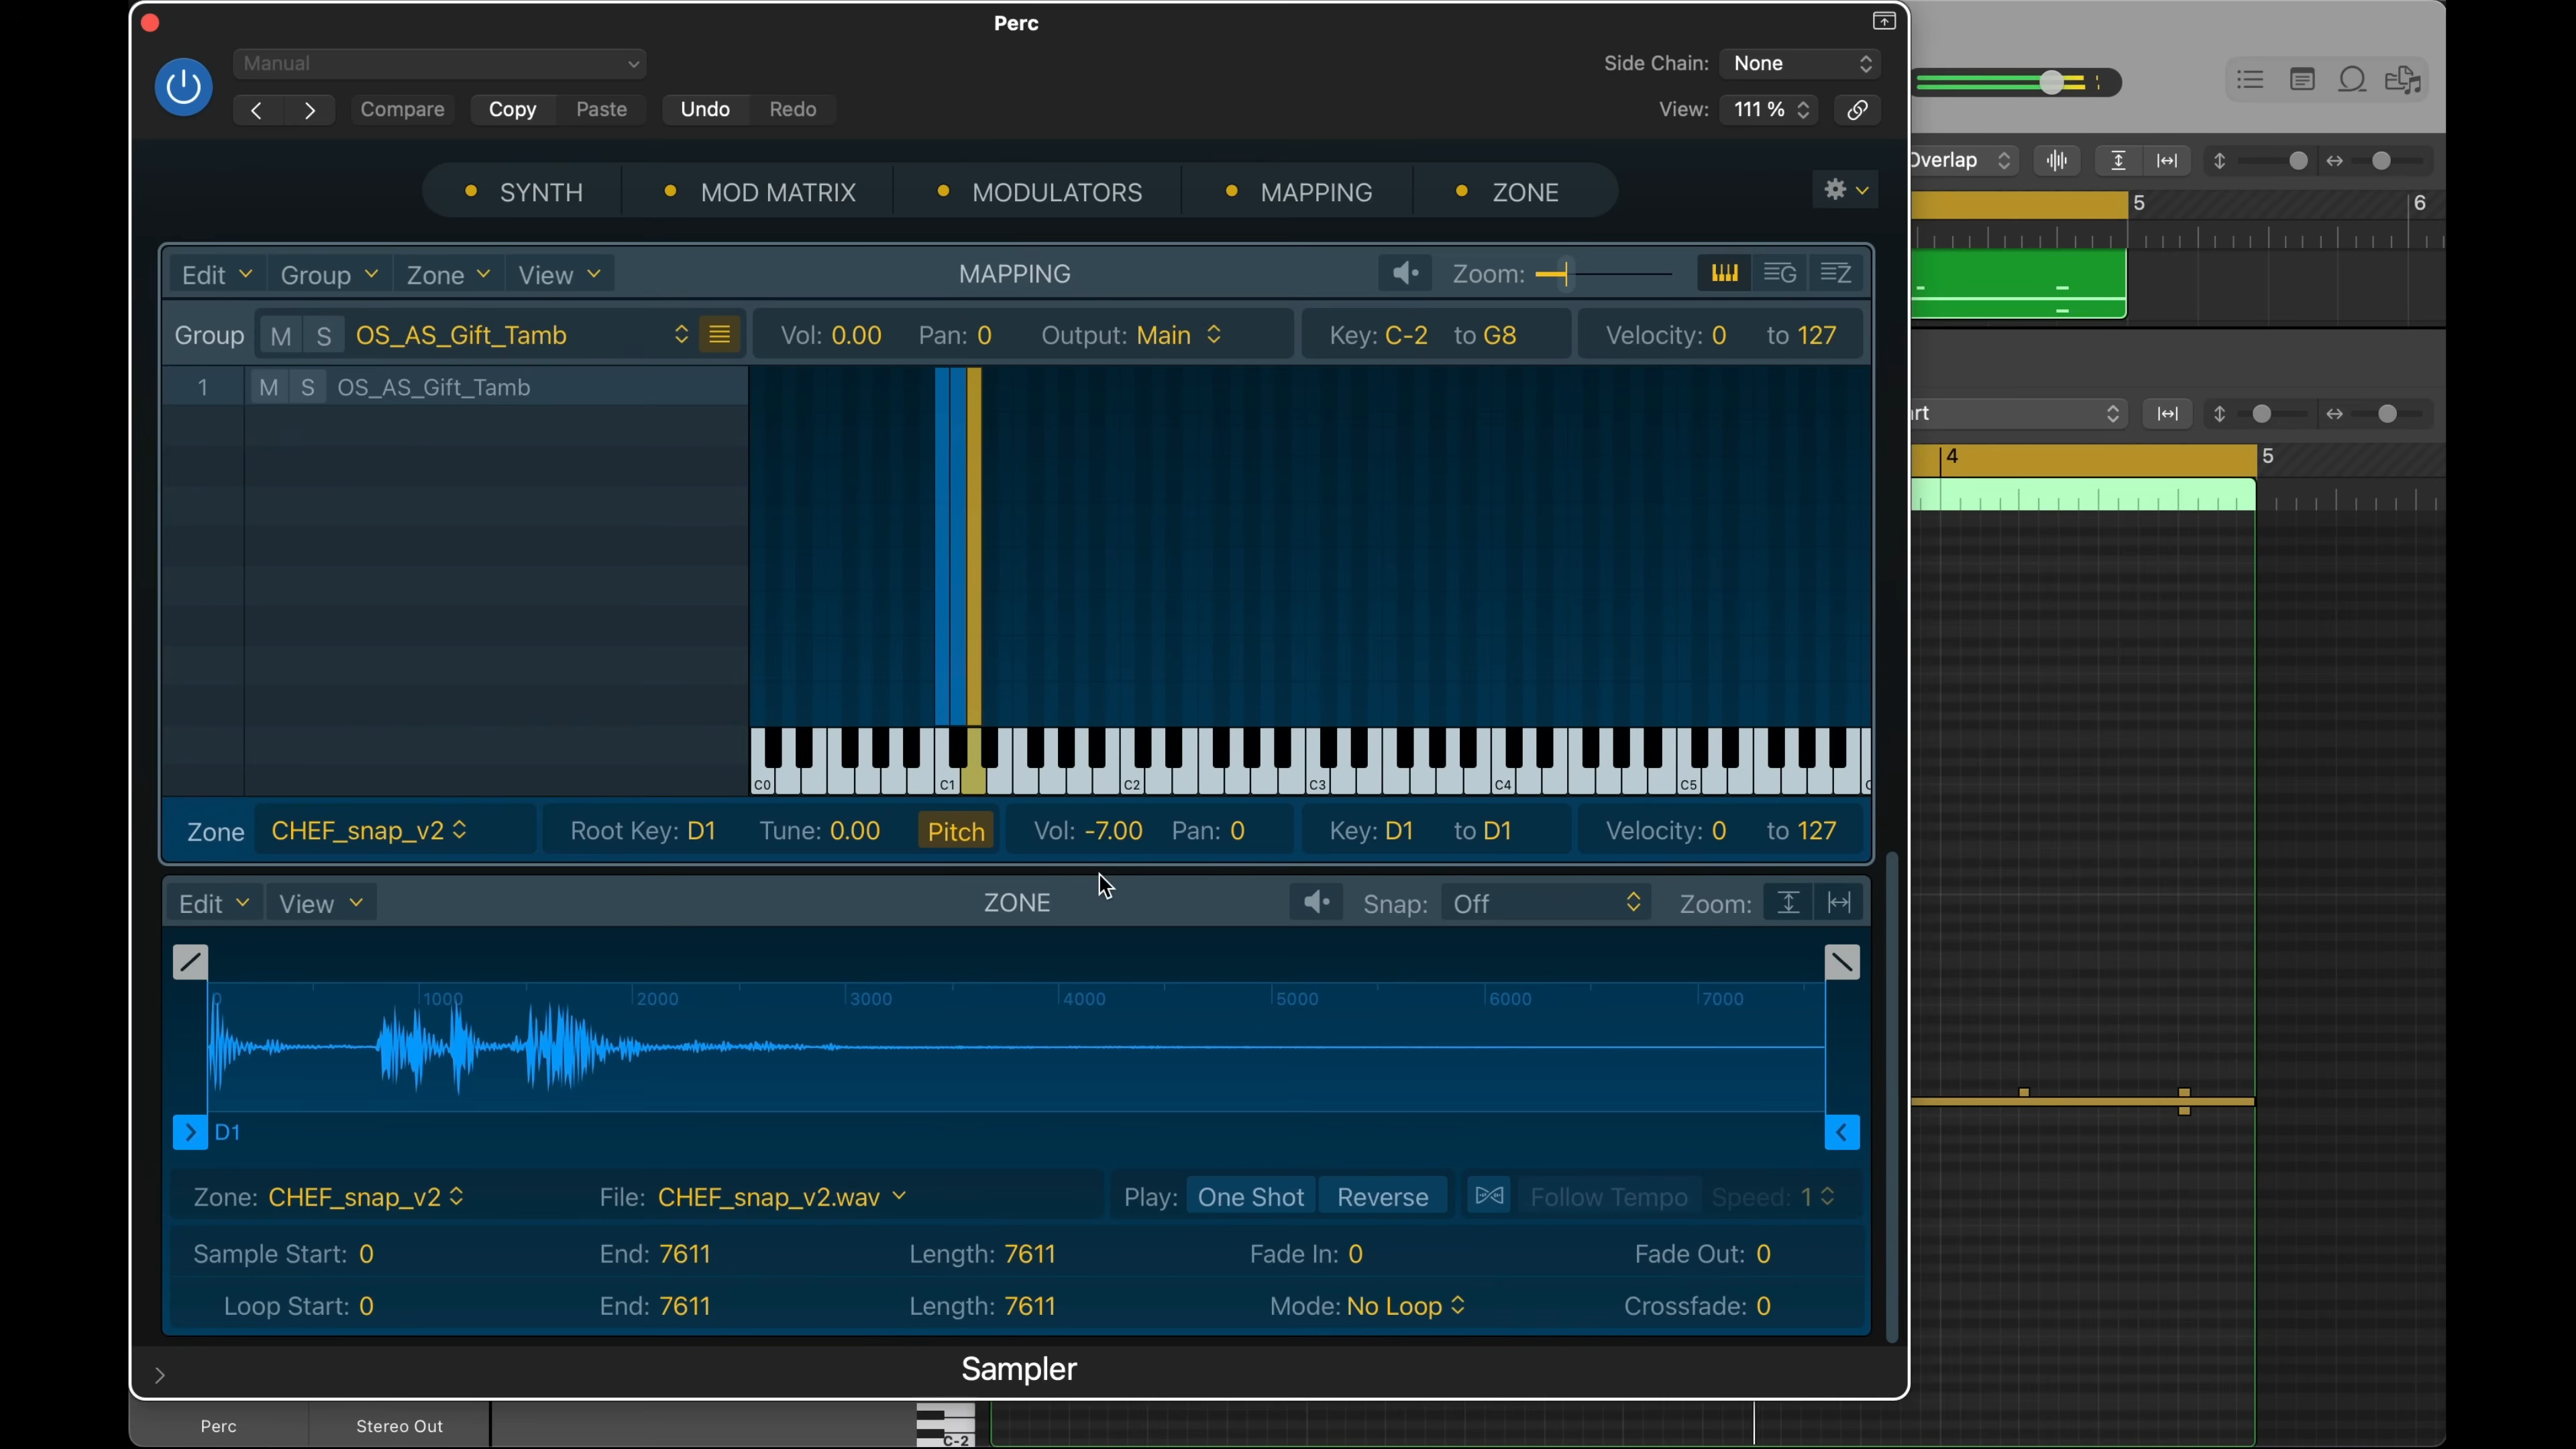 Perc
Manual
Side Chain: None
Compare Copy Paste Undo Redo
View: 111 %
SYNTH MOD MATRIX MODULATORS MAPPING ZONE
Overlap
5 6
Edit Group Zone View MAPPING Zoom: G Z
Group M S OS_AS_Gift_Tamb Vol: 0.00 Pan: 0 Output: Main Key: C-2 to G8 Velocity: 0 to 127
1 M S OS_AS_Gift_Tamb
4 5
C0 C1 C2 C3 C4 C5
Zone CHEF_snap_v2 Root Key: D1 Tune: 0.00 Pitch Vol: -7.00 Pan: 0 Key: D1 to D1 Velocity: 0 to 127
Edit View ZONE Snap: Off Zoom:
0 1000 2000 3000 4000 5000 6000 7000
D1
Zone: CHEF_snap_v2 File: CHEF_snap_v2.wav Play: One Shot Reverse Follow Tempo Speed: 1
Sample Start: 0 End: 7611 Length: 7611 Fade In: 0 Fade Out: 0
Loop Start: 0 End: 7611 Length: 7611 Mode: No Loop Crossfade: 0
Sampler
Perc Stereo Out C-2